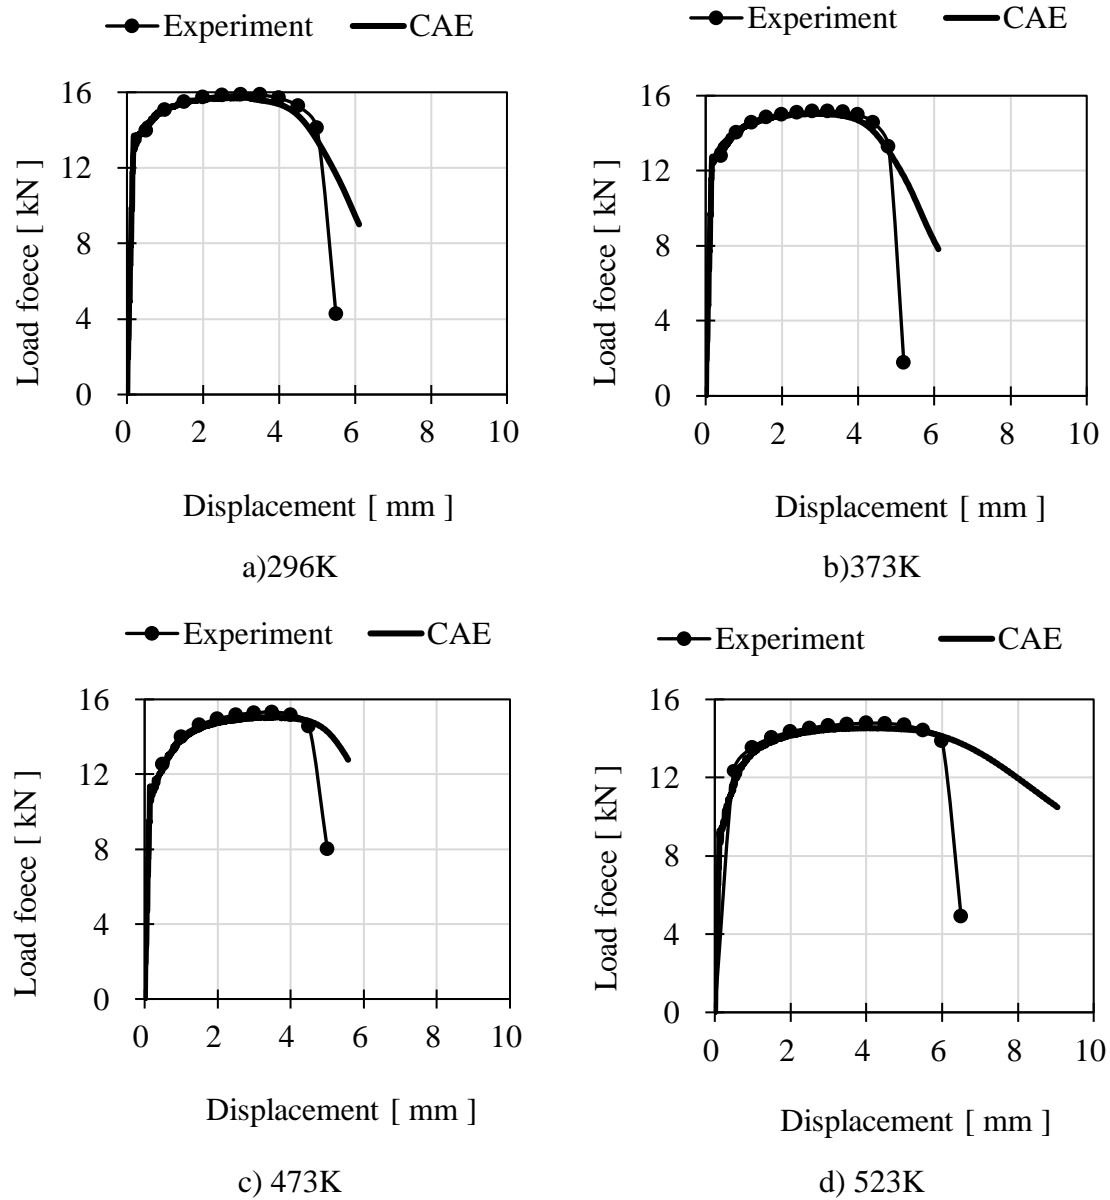 Experiment CAE
16
12
8
4
0
0 2 4 6 8 10
Load foece [ kN ]
Displacement [ mm ]
a)296K
Experiment CAE
16
12
8
4
0
0 2 4 6 8 10
Load foece [ kN ]
Displacement [ mm ]
b)373K
Experiment CAE
16
12
8
4
0
0 2 4 6 8 10
Load foece [ kN ]
Displacement [ mm ]
c) 473K
Experiment CAE
16
12
8
4
0
0 2 4 6 8 10
Load foece [ kN ]
Displacement [ mm ]
d) 523K